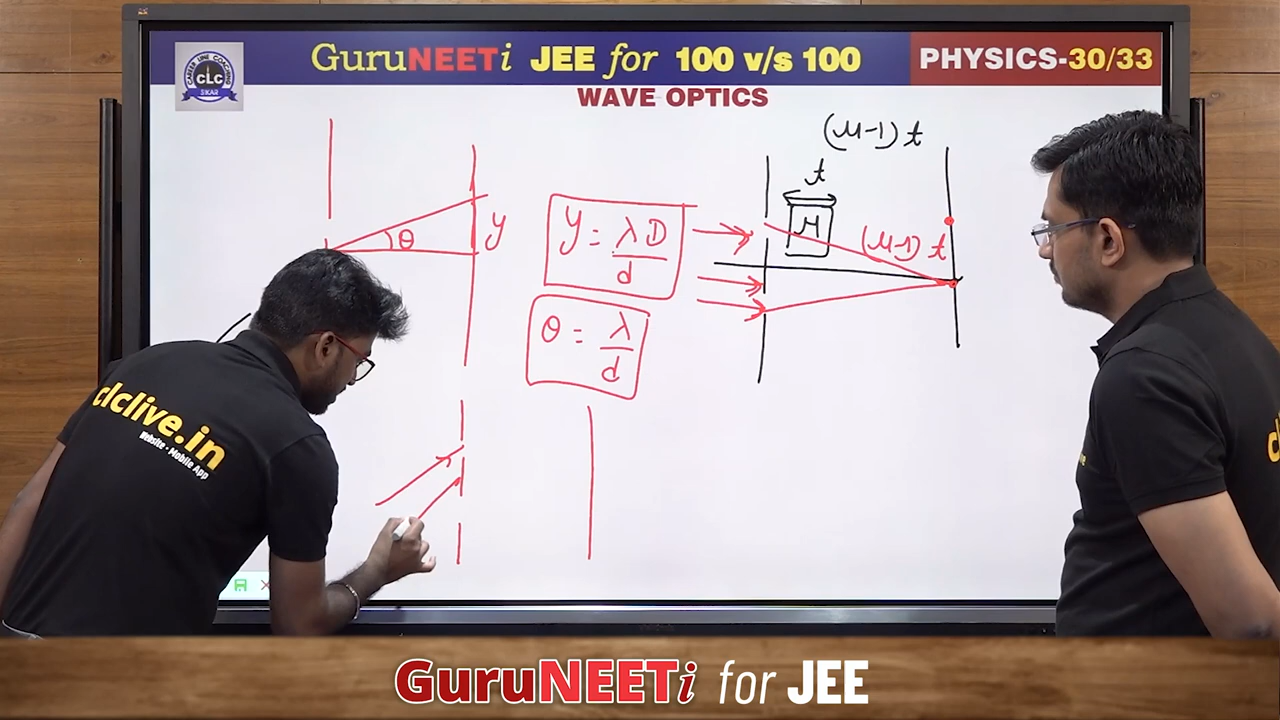 GuruNEETi JEE for 100 v/s 100
PHYSICS-30/33
WAVE OPTICS
CAREER LINE COACHING
CLC
SIKAR
(μ-1) t
t
μ
(μ-1) t
θ
y
y = λD/d
θ = λ/d
clclive.in
Website - Mobile App
GuruNEETi for JEE